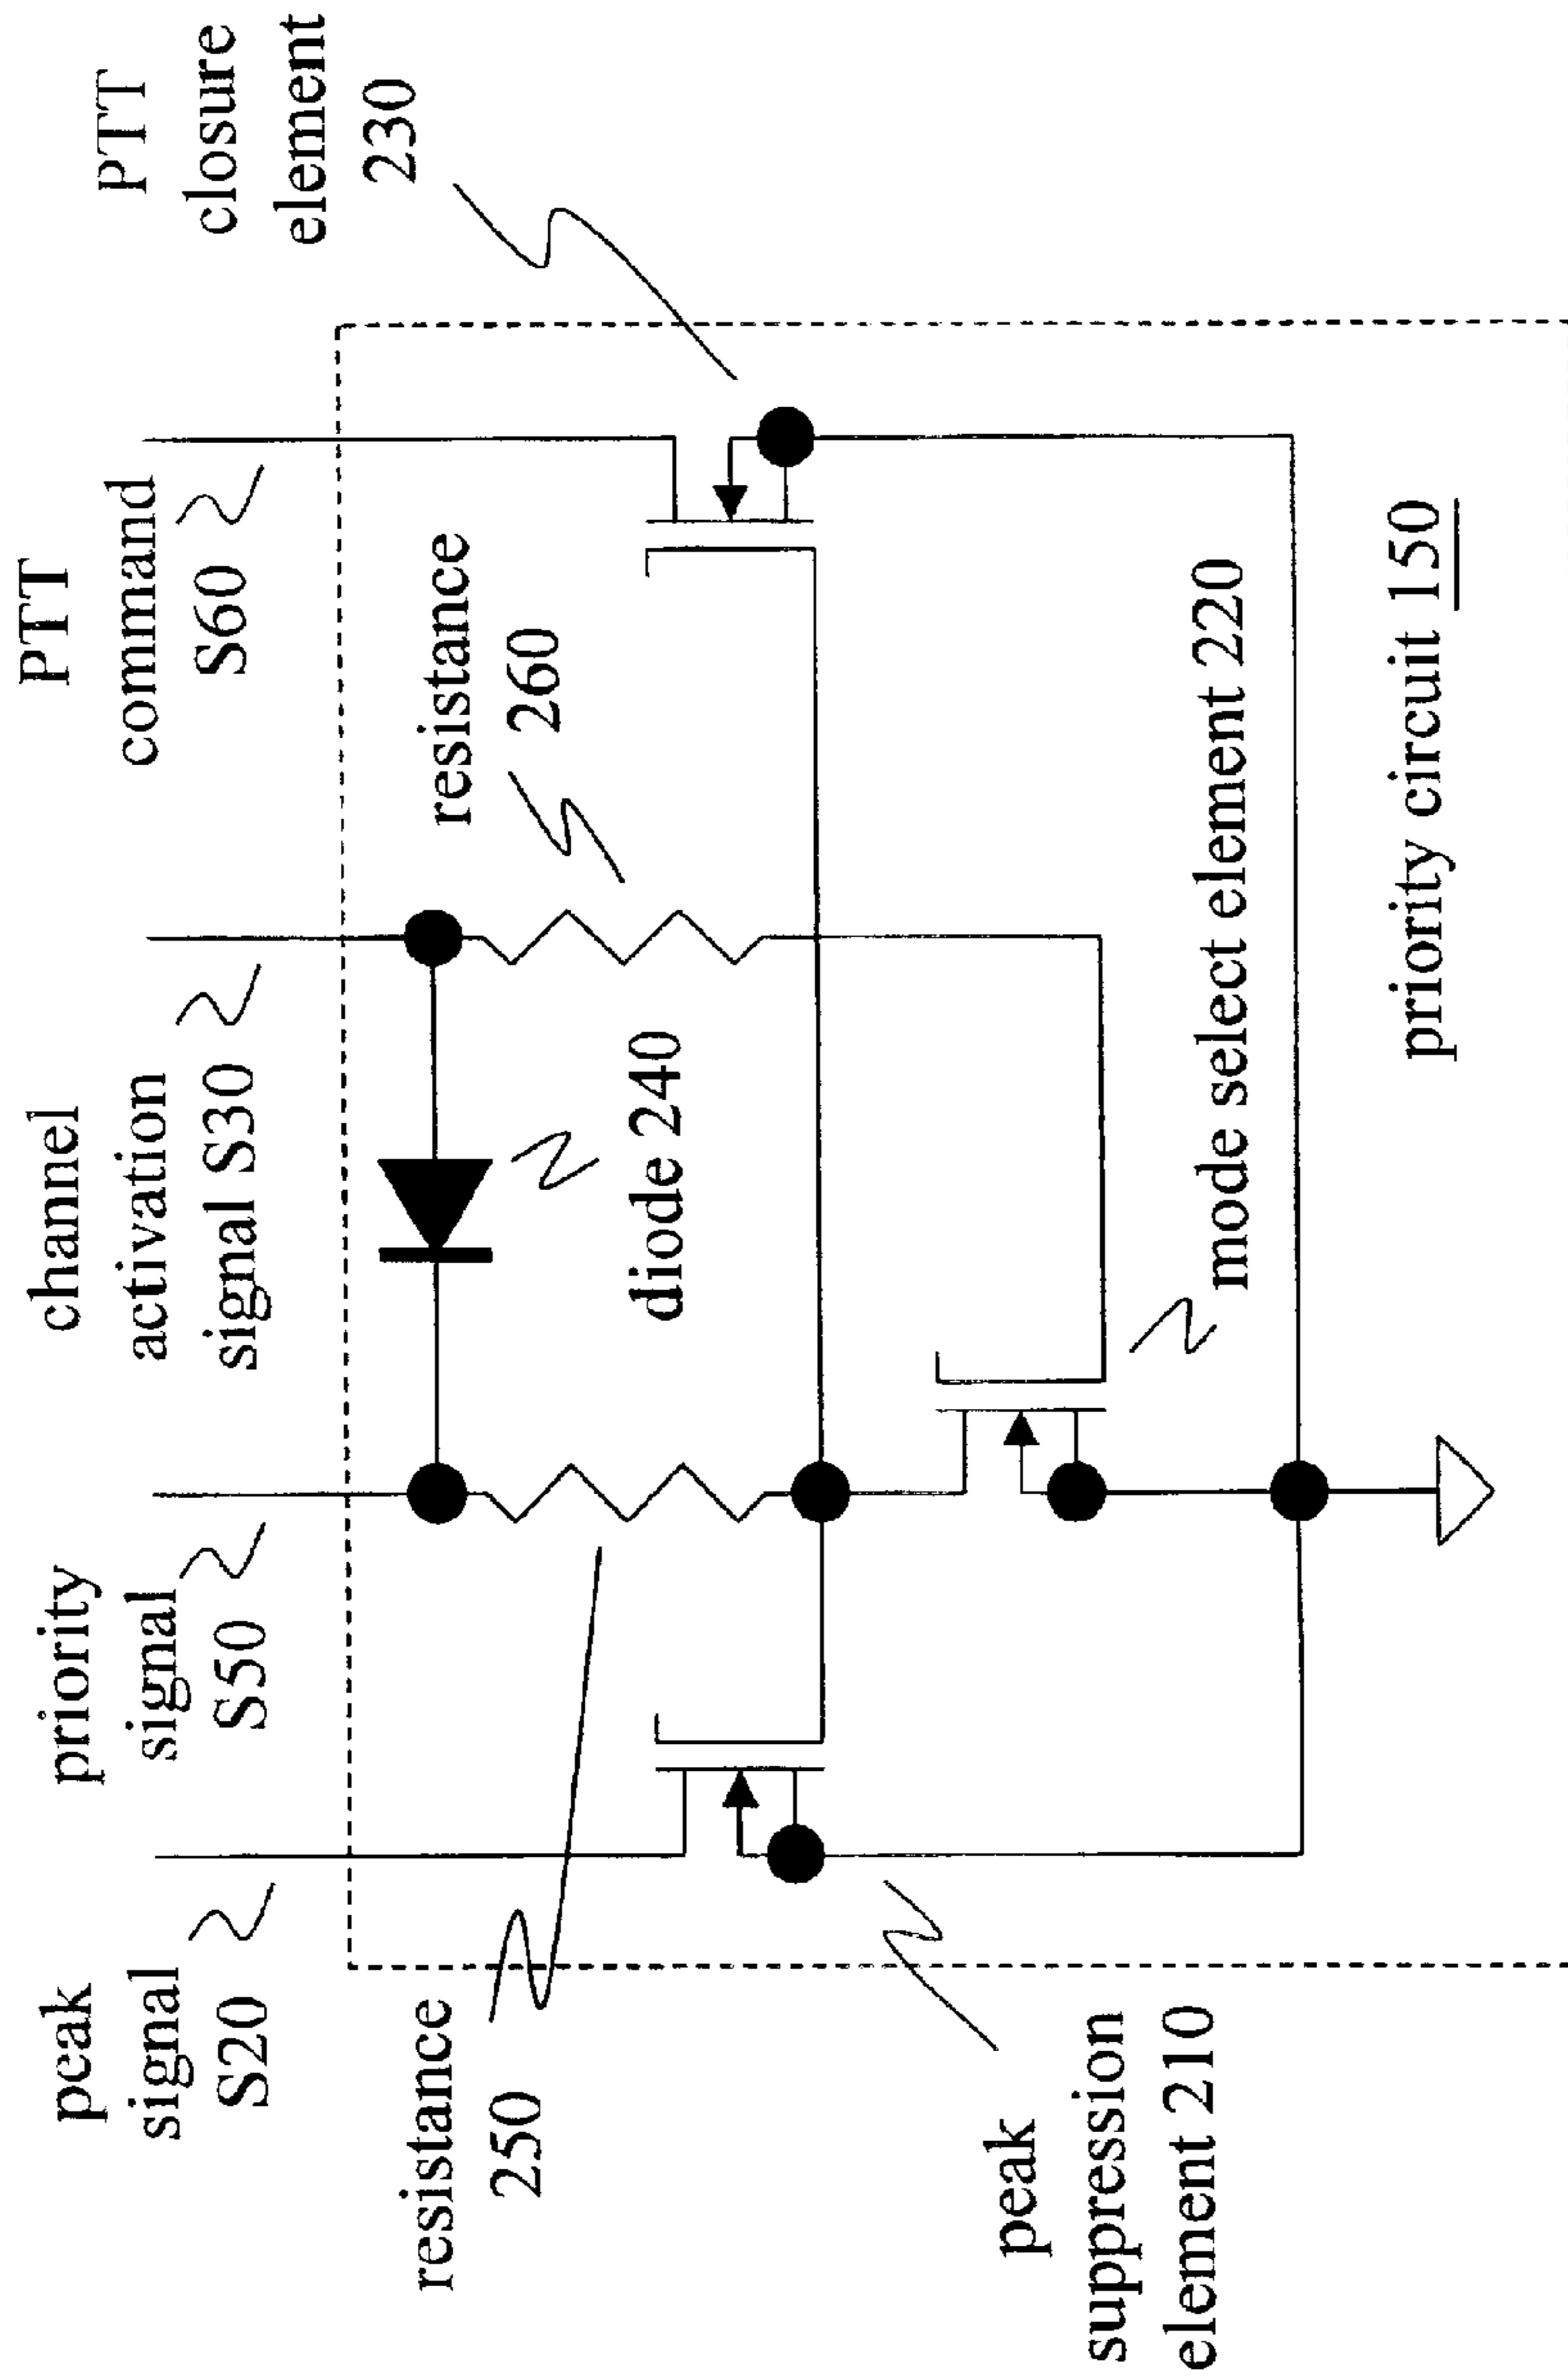 peak
signal
S20
priority
signal
S50
channel
activation
signal S30
PTT
command
S60
PTT
closure
element
230
resistance
250
diode 240
resistance
260
peak
suppression
element 210
mode select element 220
priority circuit 150